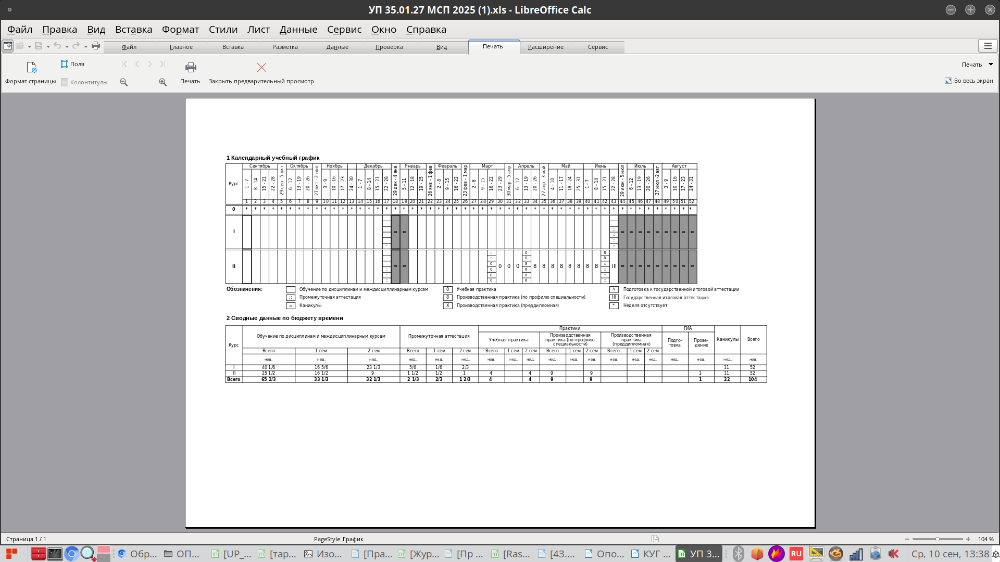 УП 35.01.27 МСП 2025 (1).xls - LibreOffice Calc
Файл Правка Вид Вставка Формат Стили Лист Данные Сервис Окно Справка
Файл Главное Вставка Разметка Данные Проверка Вид Печать Расширение Сервис
Поля
Печать
Формат страницы Колонтитулы Печать Закрыть предварительный просмотр Во весь экран
1 Календарный учебный график
Курс Сентябрь 29 сен - 5 окт Октябрь 27 окт - 2 ноя Ноябрь Декабрь 29 дек - 4 янв Январь 26 янв - 1 фев Февраль 23 фев - 1 мар Март 30 мар - 5 апр Апрель 27 апр - 3 май Май Июнь 29 июн - 5 июл Июль 27 июл - 2 авг Август
1 - 7 8 - 14 15 - 21 22 - 28 6 - 12 13 - 19 20 - 26 3 - 9 10 - 16 17 - 23 24 - 30 1 - 7 8 - 14 15 - 21 22 - 28 5 - 11 12 - 18 19 - 25 2 - 8 9 - 15 16 - 22 2 - 8 9 - 15 16 - 22 23 - 29 6 - 12 13 - 19 20 - 26 4 - 10 11 - 17 18 - 24 25 - 31 1 - 7 8 - 14 15 - 21 22 - 28 6 - 12 13 - 19 20 - 26 3 - 9 10 - 16 17 - 23 24 - 31
1 2 3 4 5 6 7 8 9 10 11 12 13 14 15 16 17 18 19 20 21 22 23 24 25 26 27 28 29 30 31 32 33 34 35 36 37 38 39 40 41 42 43 44 45 46 47 48 49 50 51 52
0 * * * * * * * * * * * * * * * * * * * * * * * * * * * * * * * * * * * * * * * * * * * * * * * * * * * *
::
::
I = = :: = = = = = = = = =
:: ::
:: 0 8
:: 0 8
0 8 ::
II :: = = 0 0 0 0 8 8 8 8 8 8 8 8 8 :: III = = = = = = = = =
:: 0 8 ::
:: 0 8 ::
Обозначения: Обучение по дисциплинам и междисциплинарным курсам 0 Учебная практика Δ Подготовка к государственной итоговой аттестации
:: Промежуточная аттестация 8 Производственная практика (по профилю специальности) III Государственная итоговая аттестация
= Каникулы X Производственная практика (преддипломная) * Неделя отсутствует
2 Сводные данные по бюджету времени
Курс Обучение по дисциплинам и междисциплинарным курсам Промежуточная аттестация Практики ГИА Каникулы Всего
Учебная практика Производственная практика (по профилю специальности) Производственная практика (преддипломная) Подго-товка Прове-дение
Всего 1 сем 2 сем Всего 1 сем 2 сем Всего 1 сем 2 сем Всего 1 сем 2 сем Всего 1 сем 2 сем
нед. нед. нед. нед. нед. нед. нед. нед. нед. нед. нед. нед. нед. нед. нед. нед. нед. нед. нед.
I 40 1/6 16 5/6 23 1/3 5/6 1/6 2/3 11 52
II 25 1/2 16 1/2 9 1 1/2 1/2 1 4 4 9 9 1 11 52
Всего 65 2/3 33 1/3 32 1/3 2 1/3 2/3 1 2/3 4 4 9 9 1 22 104
Страница 1 / 1 PageStyle_График 104 %
Обр... ОП... [UP_... [тар... Изо... [Пра... [Жур... [Пр ... [Ras... [43.... Опо... КУГ ... УП 3... RU Ср, 10 сен, 13:38